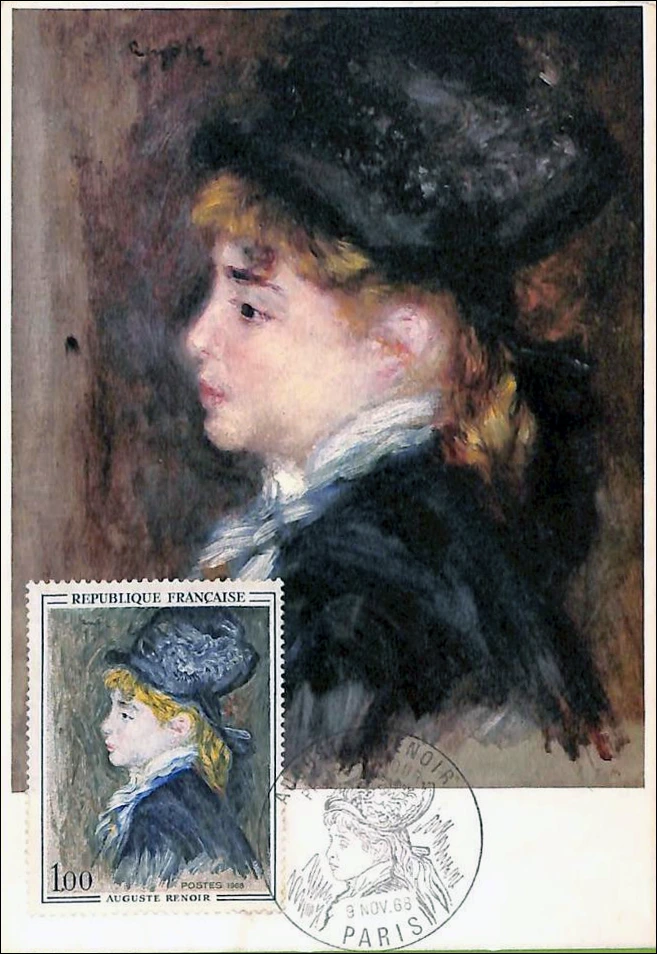 REPUBLIQUE FRANÇAISE
1,00
POSTES 1968
AUGUSTE RENOIR
RENOIR
9 NOV.68
PARIS